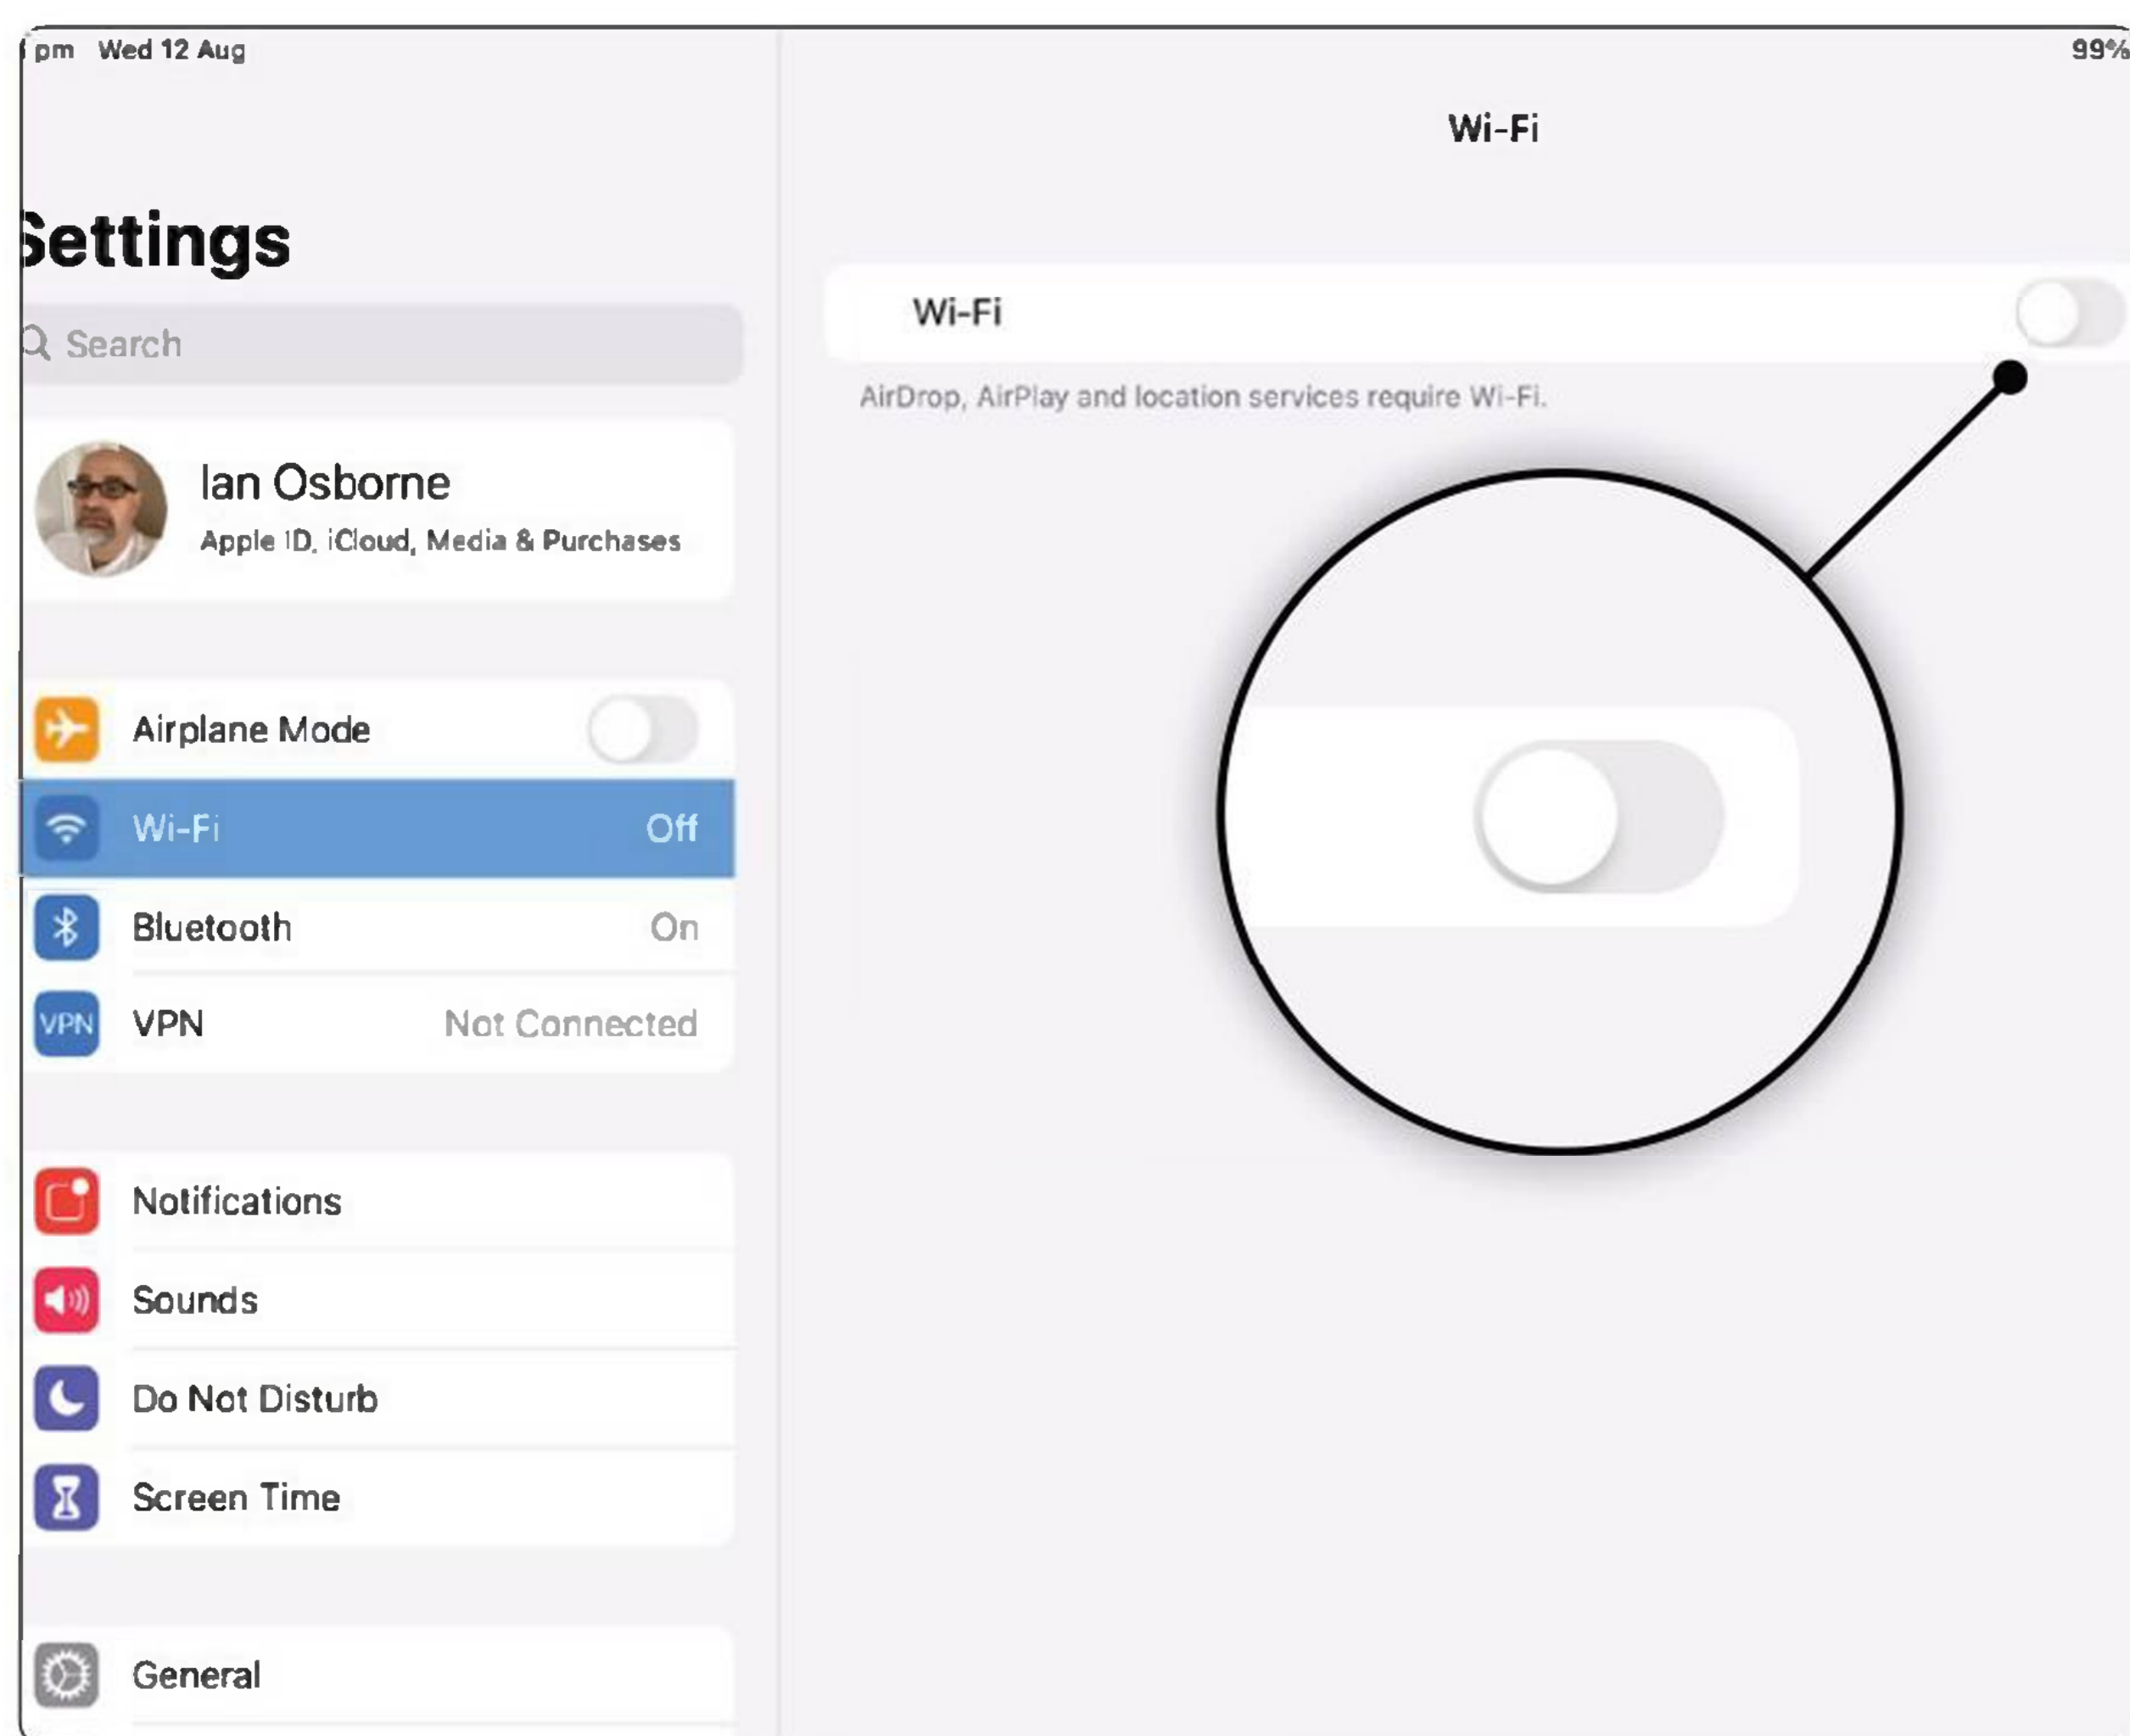 pm Wed 12 Aug
99%
Settings
Search
Ian Osborne
Apple ID, iCloud, Media & Purchases
Airplane Mode
Wi-Fi Off
Bluetooth On
VPN VPN Not Connected
Notifications
Sounds
Do Not Disturb
Screen Time
General
Wi-Fi
Wi-Fi
AirDrop, AirPlay and location services require Wi-Fi.